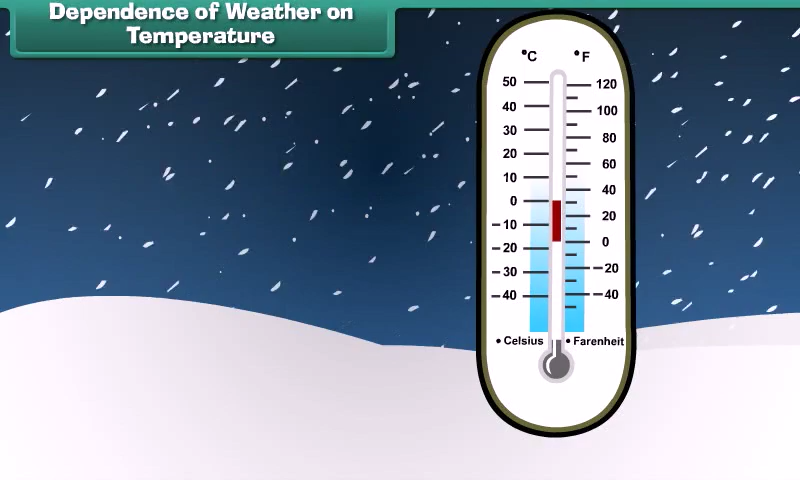 Dependence of Weather on
Temperature
°C °F
50 120
40 100
30 80
20 60
10 40
0 20
-10 0
-20 -20
-30 -40
-40
• Celsius • Farenheit